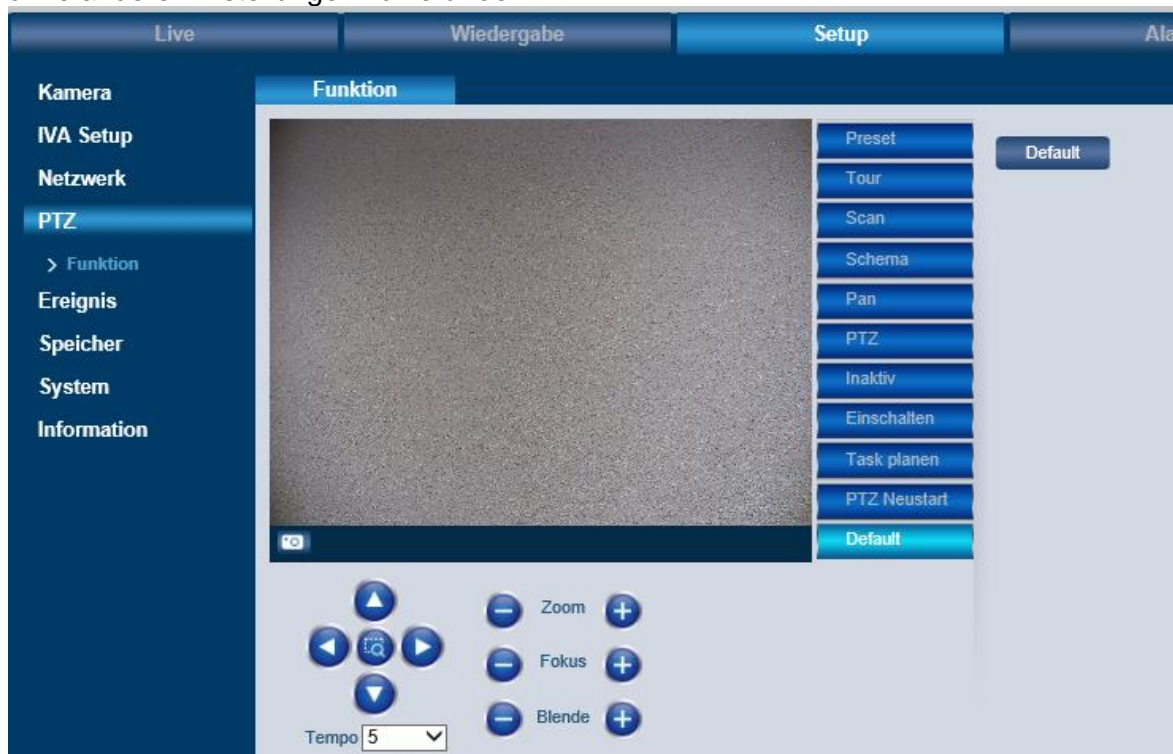 Live Wiedergabe Setup
Kamera
IVA Setup
Netzwerk
PTZ
> Funktion
Ereignis
Speicher
System
Information
Funktion
Preset
Tour
Scan
Schema
Pan
PTZ
Inaktiv
Einschalten
Task planen
PTZ Neustart
Default
Default
Zoom
Fokus
Blende
Tempo 5